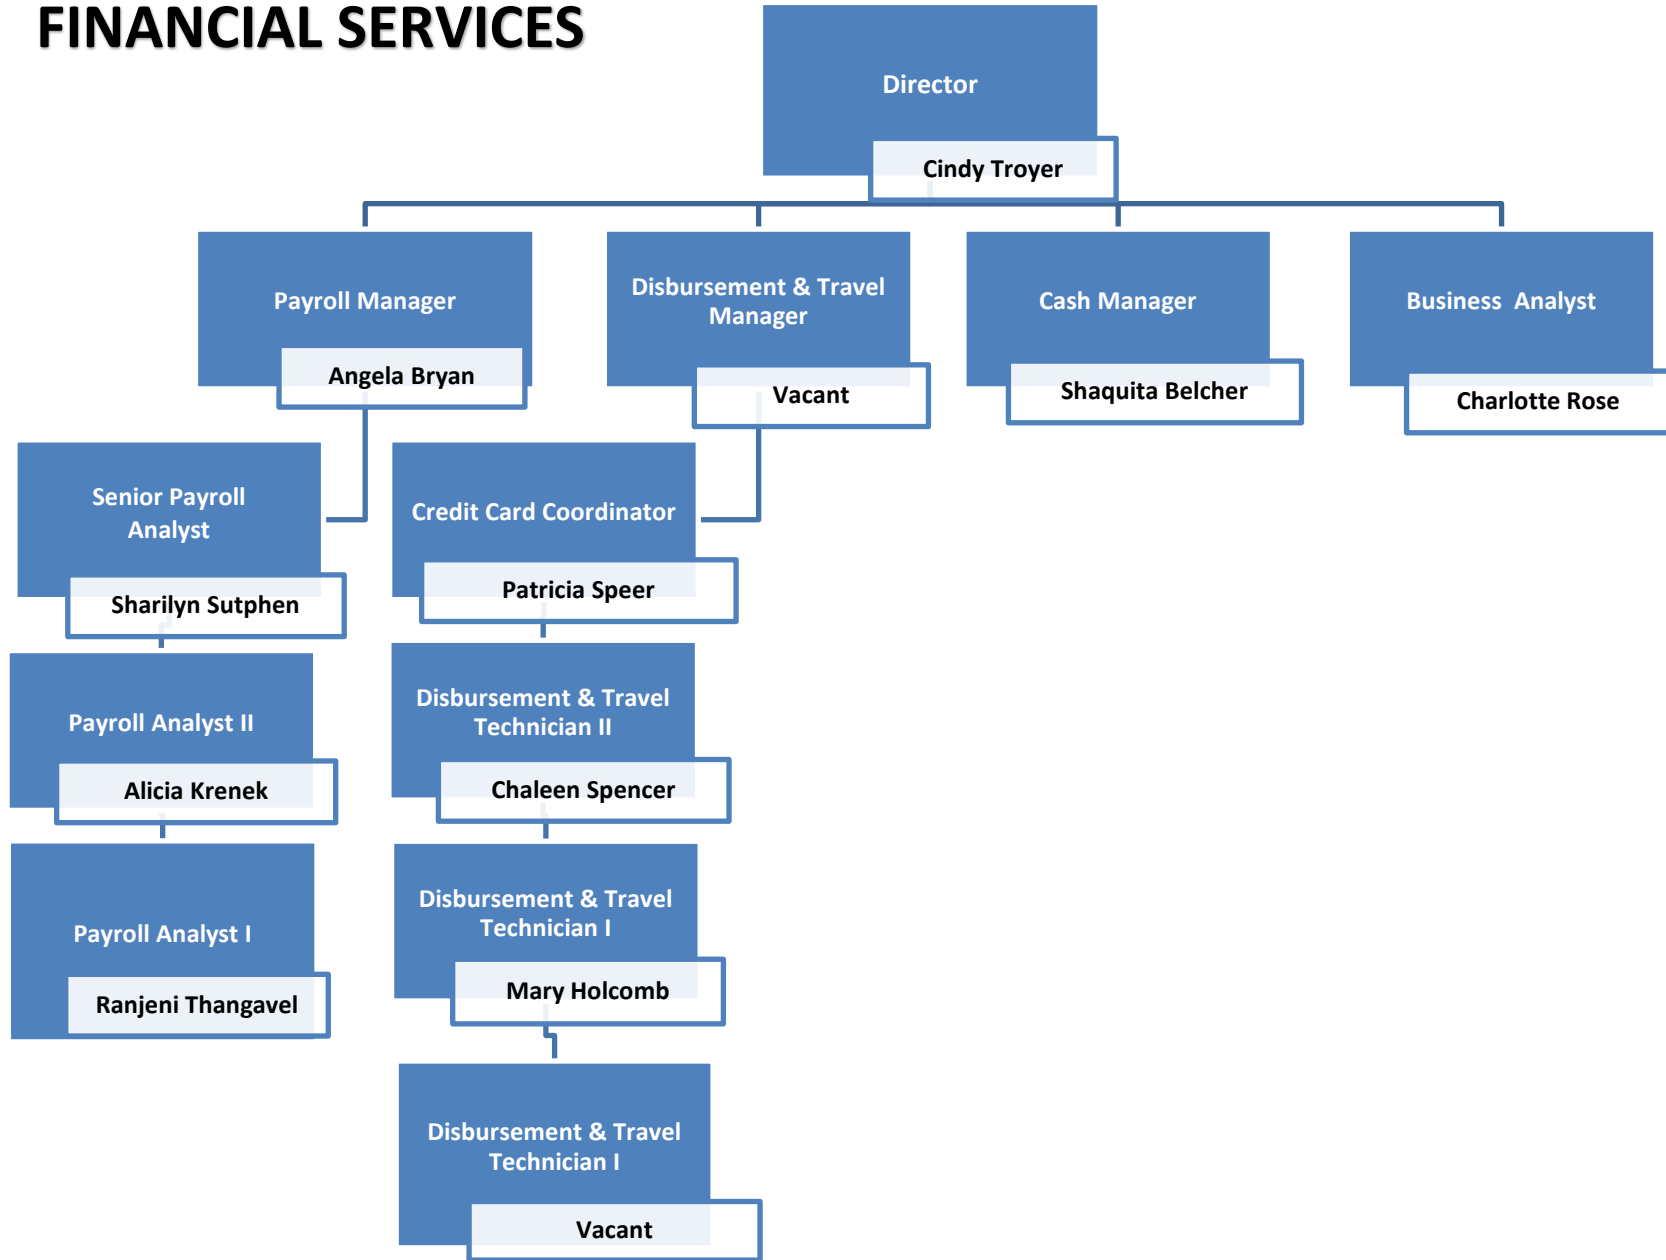 FINANCIAL SERVICES
Director
Cindy Troyer
Payroll Manager
Angela Bryan
Disbursement & Travel
Manager
Vacant
Cash Manager
Shaquita Belcher
Business  Analyst
Charlotte Rose
Senior Payroll
Analyst
Sharilyn Sutphen
Credit Card Coordinator
Patricia Speer
Payroll Analyst II
Alicia Krenek
Disbursement & Travel
Technician II
Chaleen Spencer
Payroll Analyst I
Ranjeni Thangavel
Disbursement & Travel
Technician I
Mary Holcomb
Disbursement & Travel
Technician I
Vacant